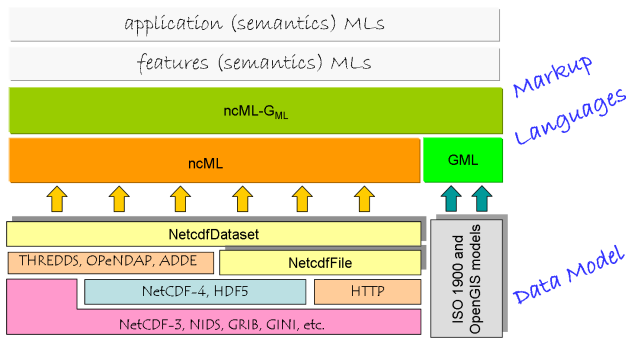 application (semantics) MLs
features (semantics) MLs
Markup
Languages
ncML-GML
ncML
GML
NetcdfDataset
THREDDS, OPeNDAP, ADDE
NetcdfFile
NetCDF-4, HDF5
HTTP
NetCDF-3, NIDS, GRIB, GINI, etc.
ISO 1900 and
OpenGIS models
Data Model